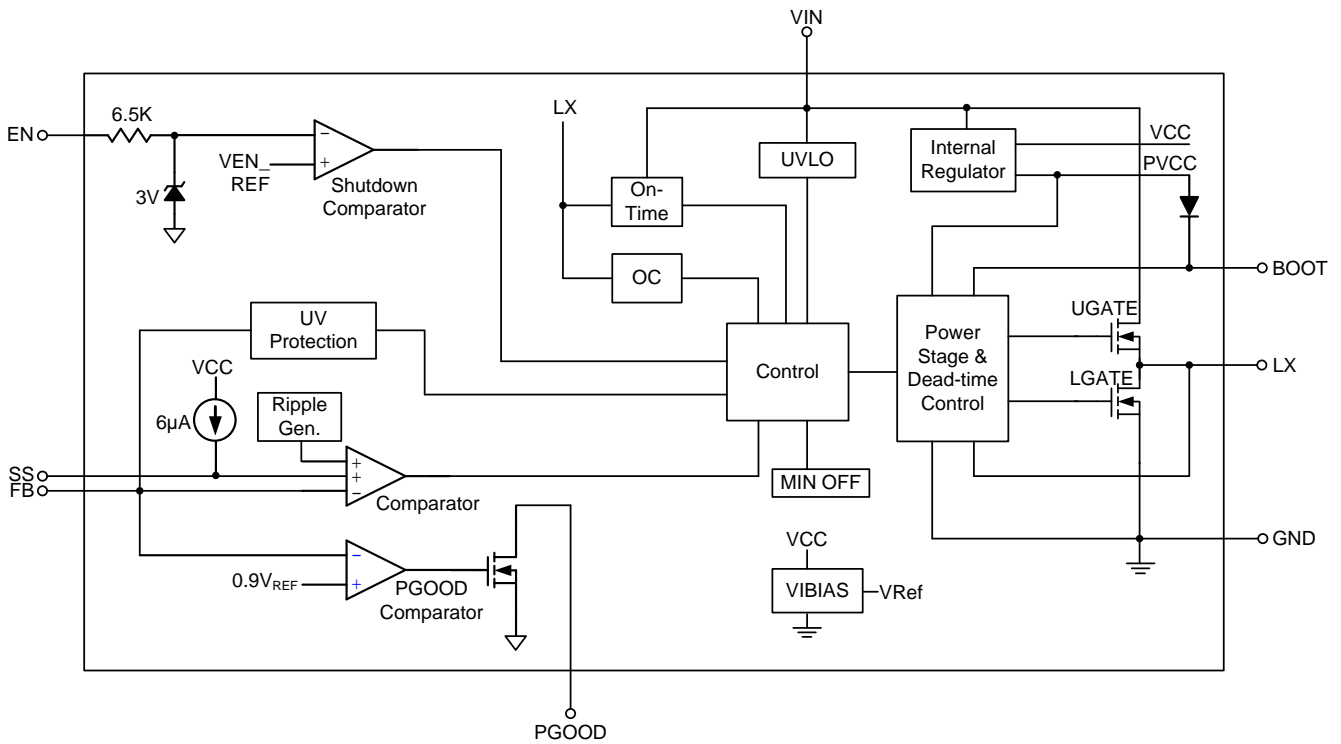 VIN
EN
6.5K
3V
VEN_
REF
−
+
Shutdown
Comparator
LX
On-
Time
OC
UVLO
Internal
Regulator
VCC
PVCC
BOOT
UV
Protection
Control
Power
Stage &
Dead-time
Control
UGATE
LX
LGATE
VCC
6µA
Ripple
Gen.
SS
FB
+
+
−
Comparator
MIN OFF
−
+
0.9VREF
PGOOD
Comparator
VCC
VIBIAS
VRef
GND
PGOOD